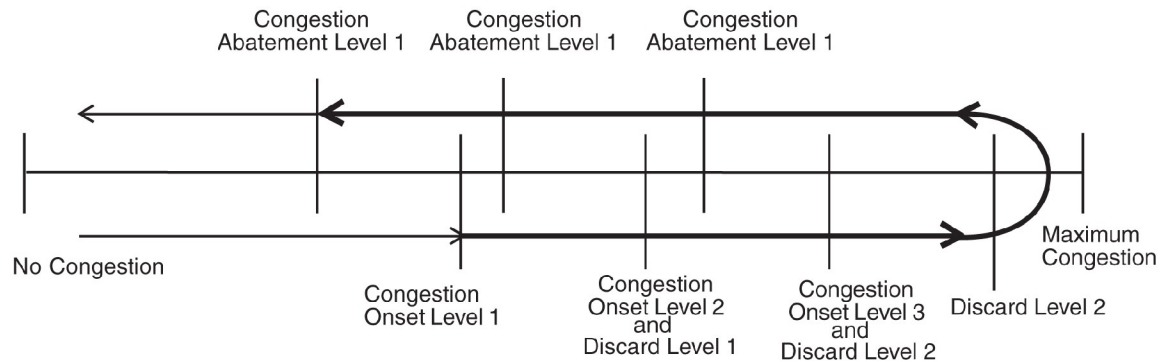 Congestion
Abatement Level 1
Congestion
Abatement Level 1
Congestion
Abatement Level 1
No Congestion
Maximum
Congestion
Congestion
Onset Level 1
Congestion
Onset Level 2
and
Discard Level 1
Congestion
Onset Level 3
and
Discard Level 2
Discard Level 2